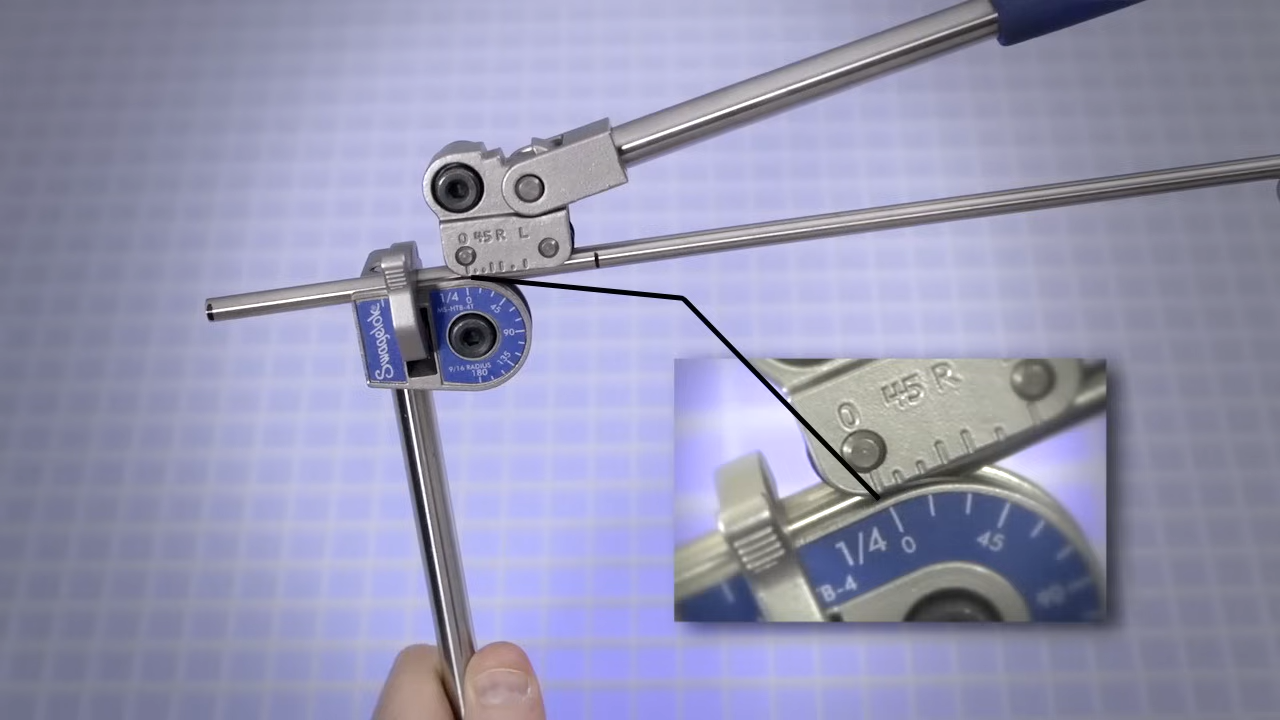 0 45 R L
Swagelok
1/4 0 45
MS-HTB-4T
90
135
9/16 RADIUS
180
0 45 R
1/4 0 45
B-4
90